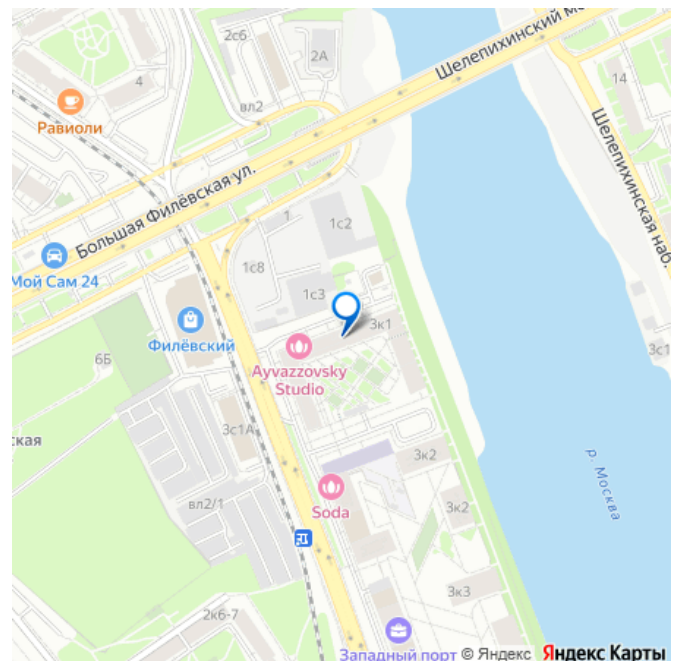 2с6
2А
Шелепихинский мо
14
4
вл2
Равиоли
Шелепихинская наб.
Большая Филёвская ул.
1
1с2
1с8
Мой Сам 24
1с3
3к1
Филёвский
3с1
6Б
Ayvazzovsky
Studio
3с1А
ская
3к2
р. Москва
вл2/1
Soda
3к2
3к3
2к6-7
Западный порт
© Яндекс Яндекс Карты